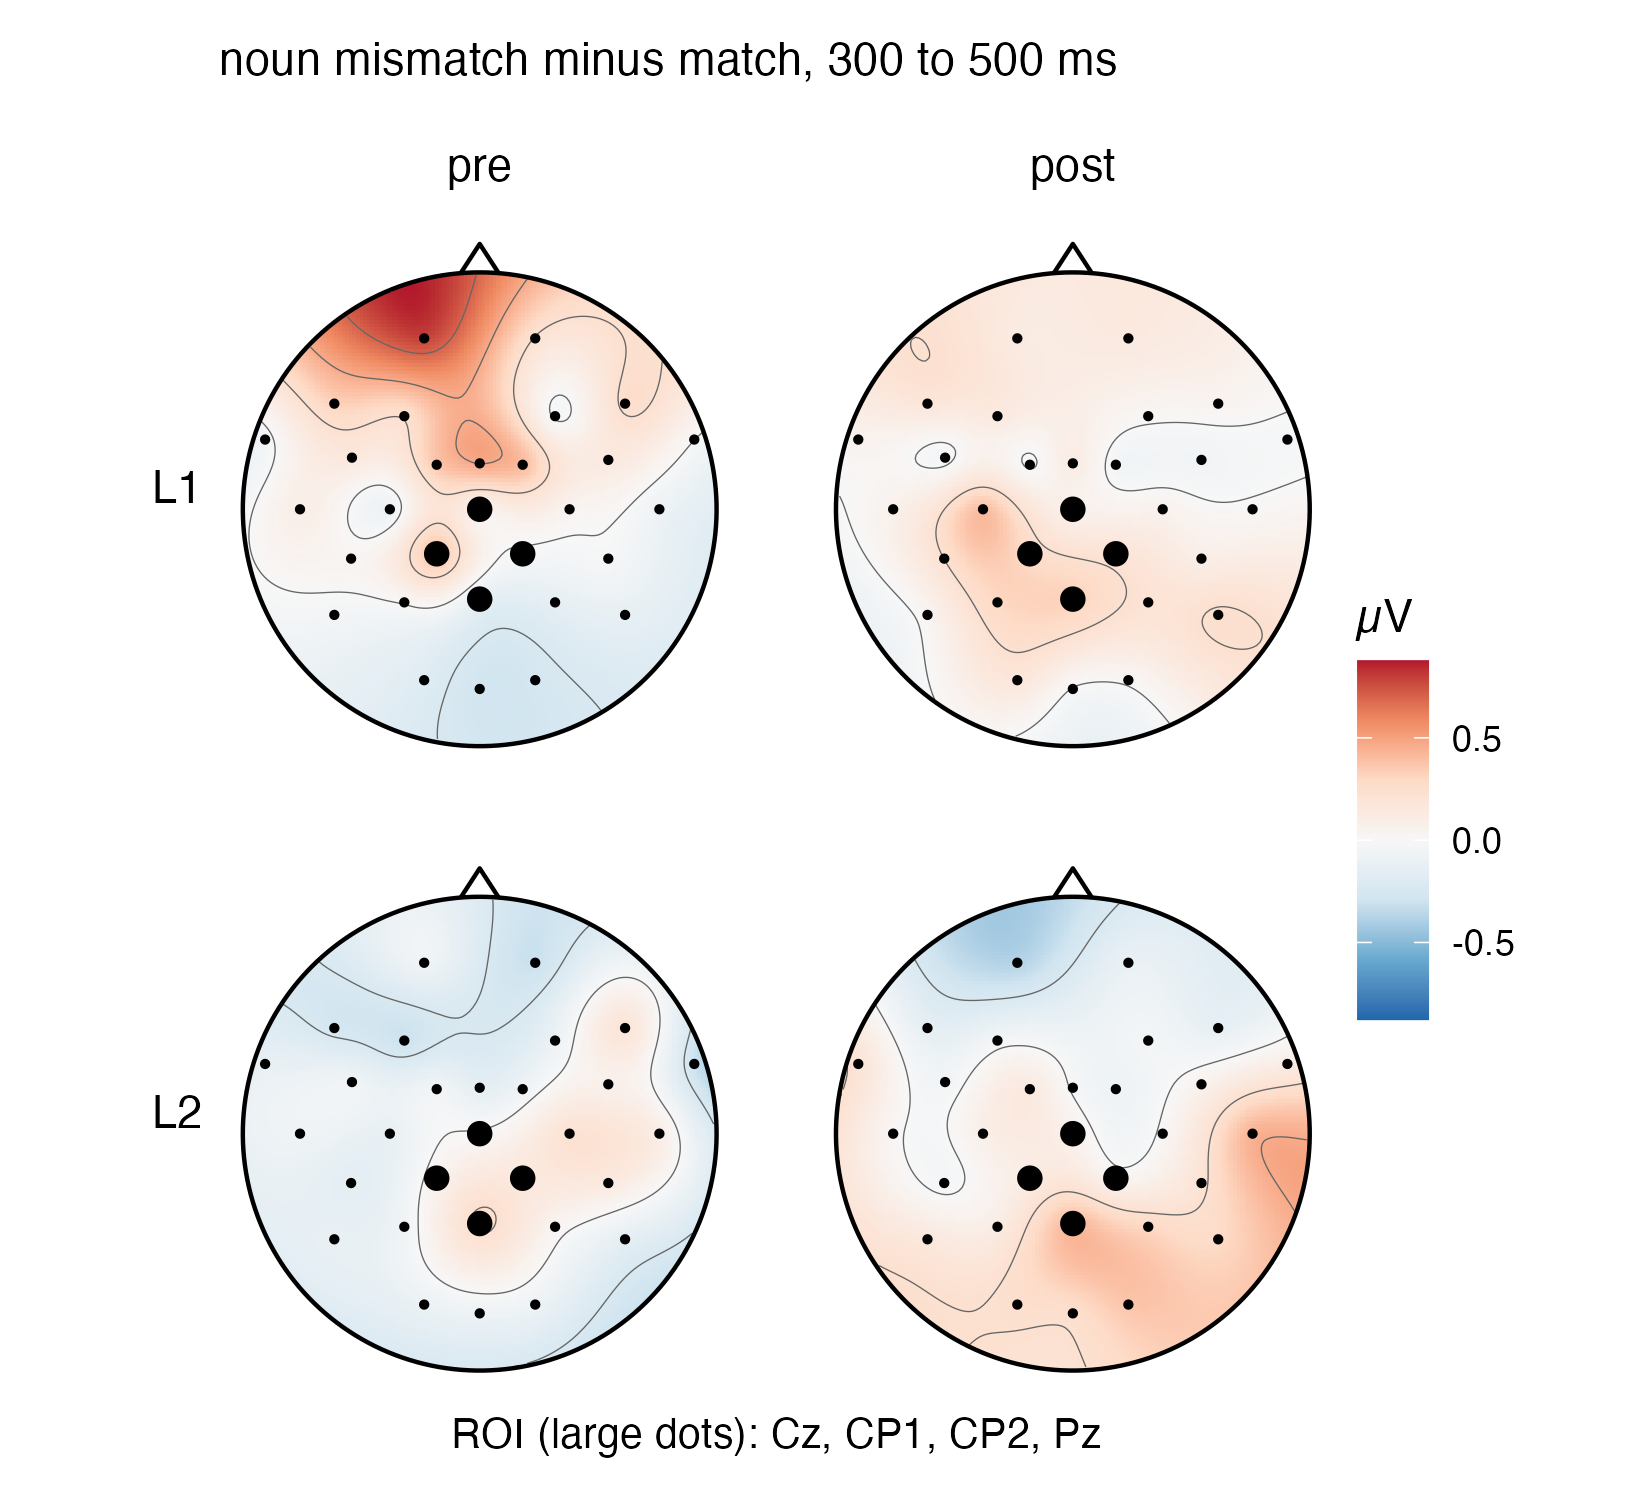 noun mismatch minus match, 300 to 500 ms
pre
post
L1
µV
0.5
0.0
-0.5
L2
ROI (large dots): Cz, CP1, CP2, Pz